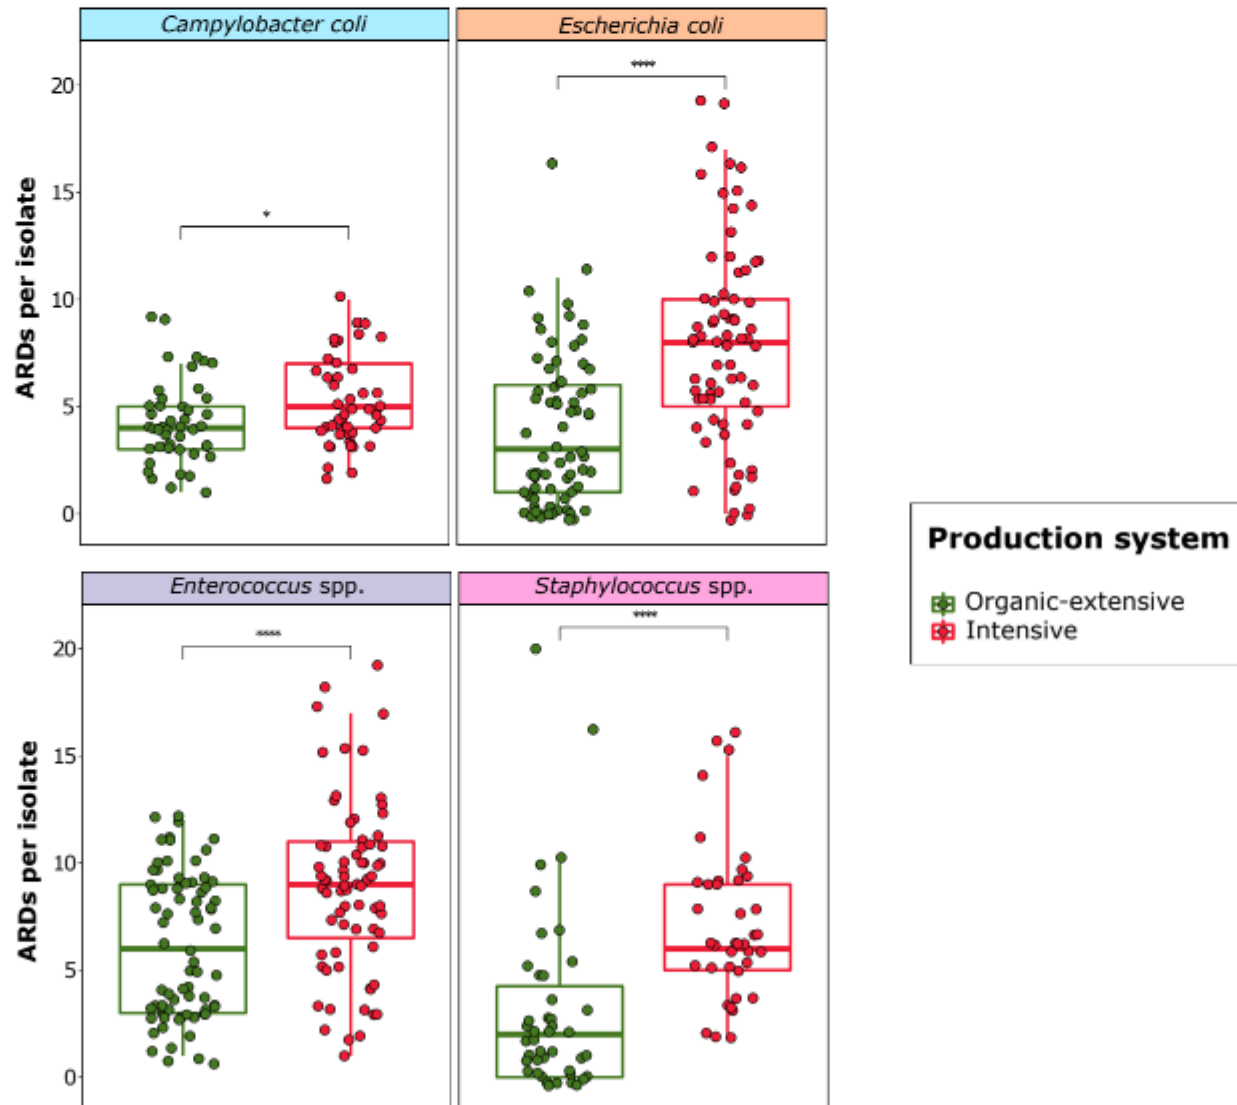 Campylobacter coli
Escherichia coli
ARDs per isolate
20
15
10
5
0
*
****
Enterococcus spp.
Staphylococcus spp.
ARDs per isolate
20
15
10
5
0
****
****
Production system
Organic-extensive
Intensive